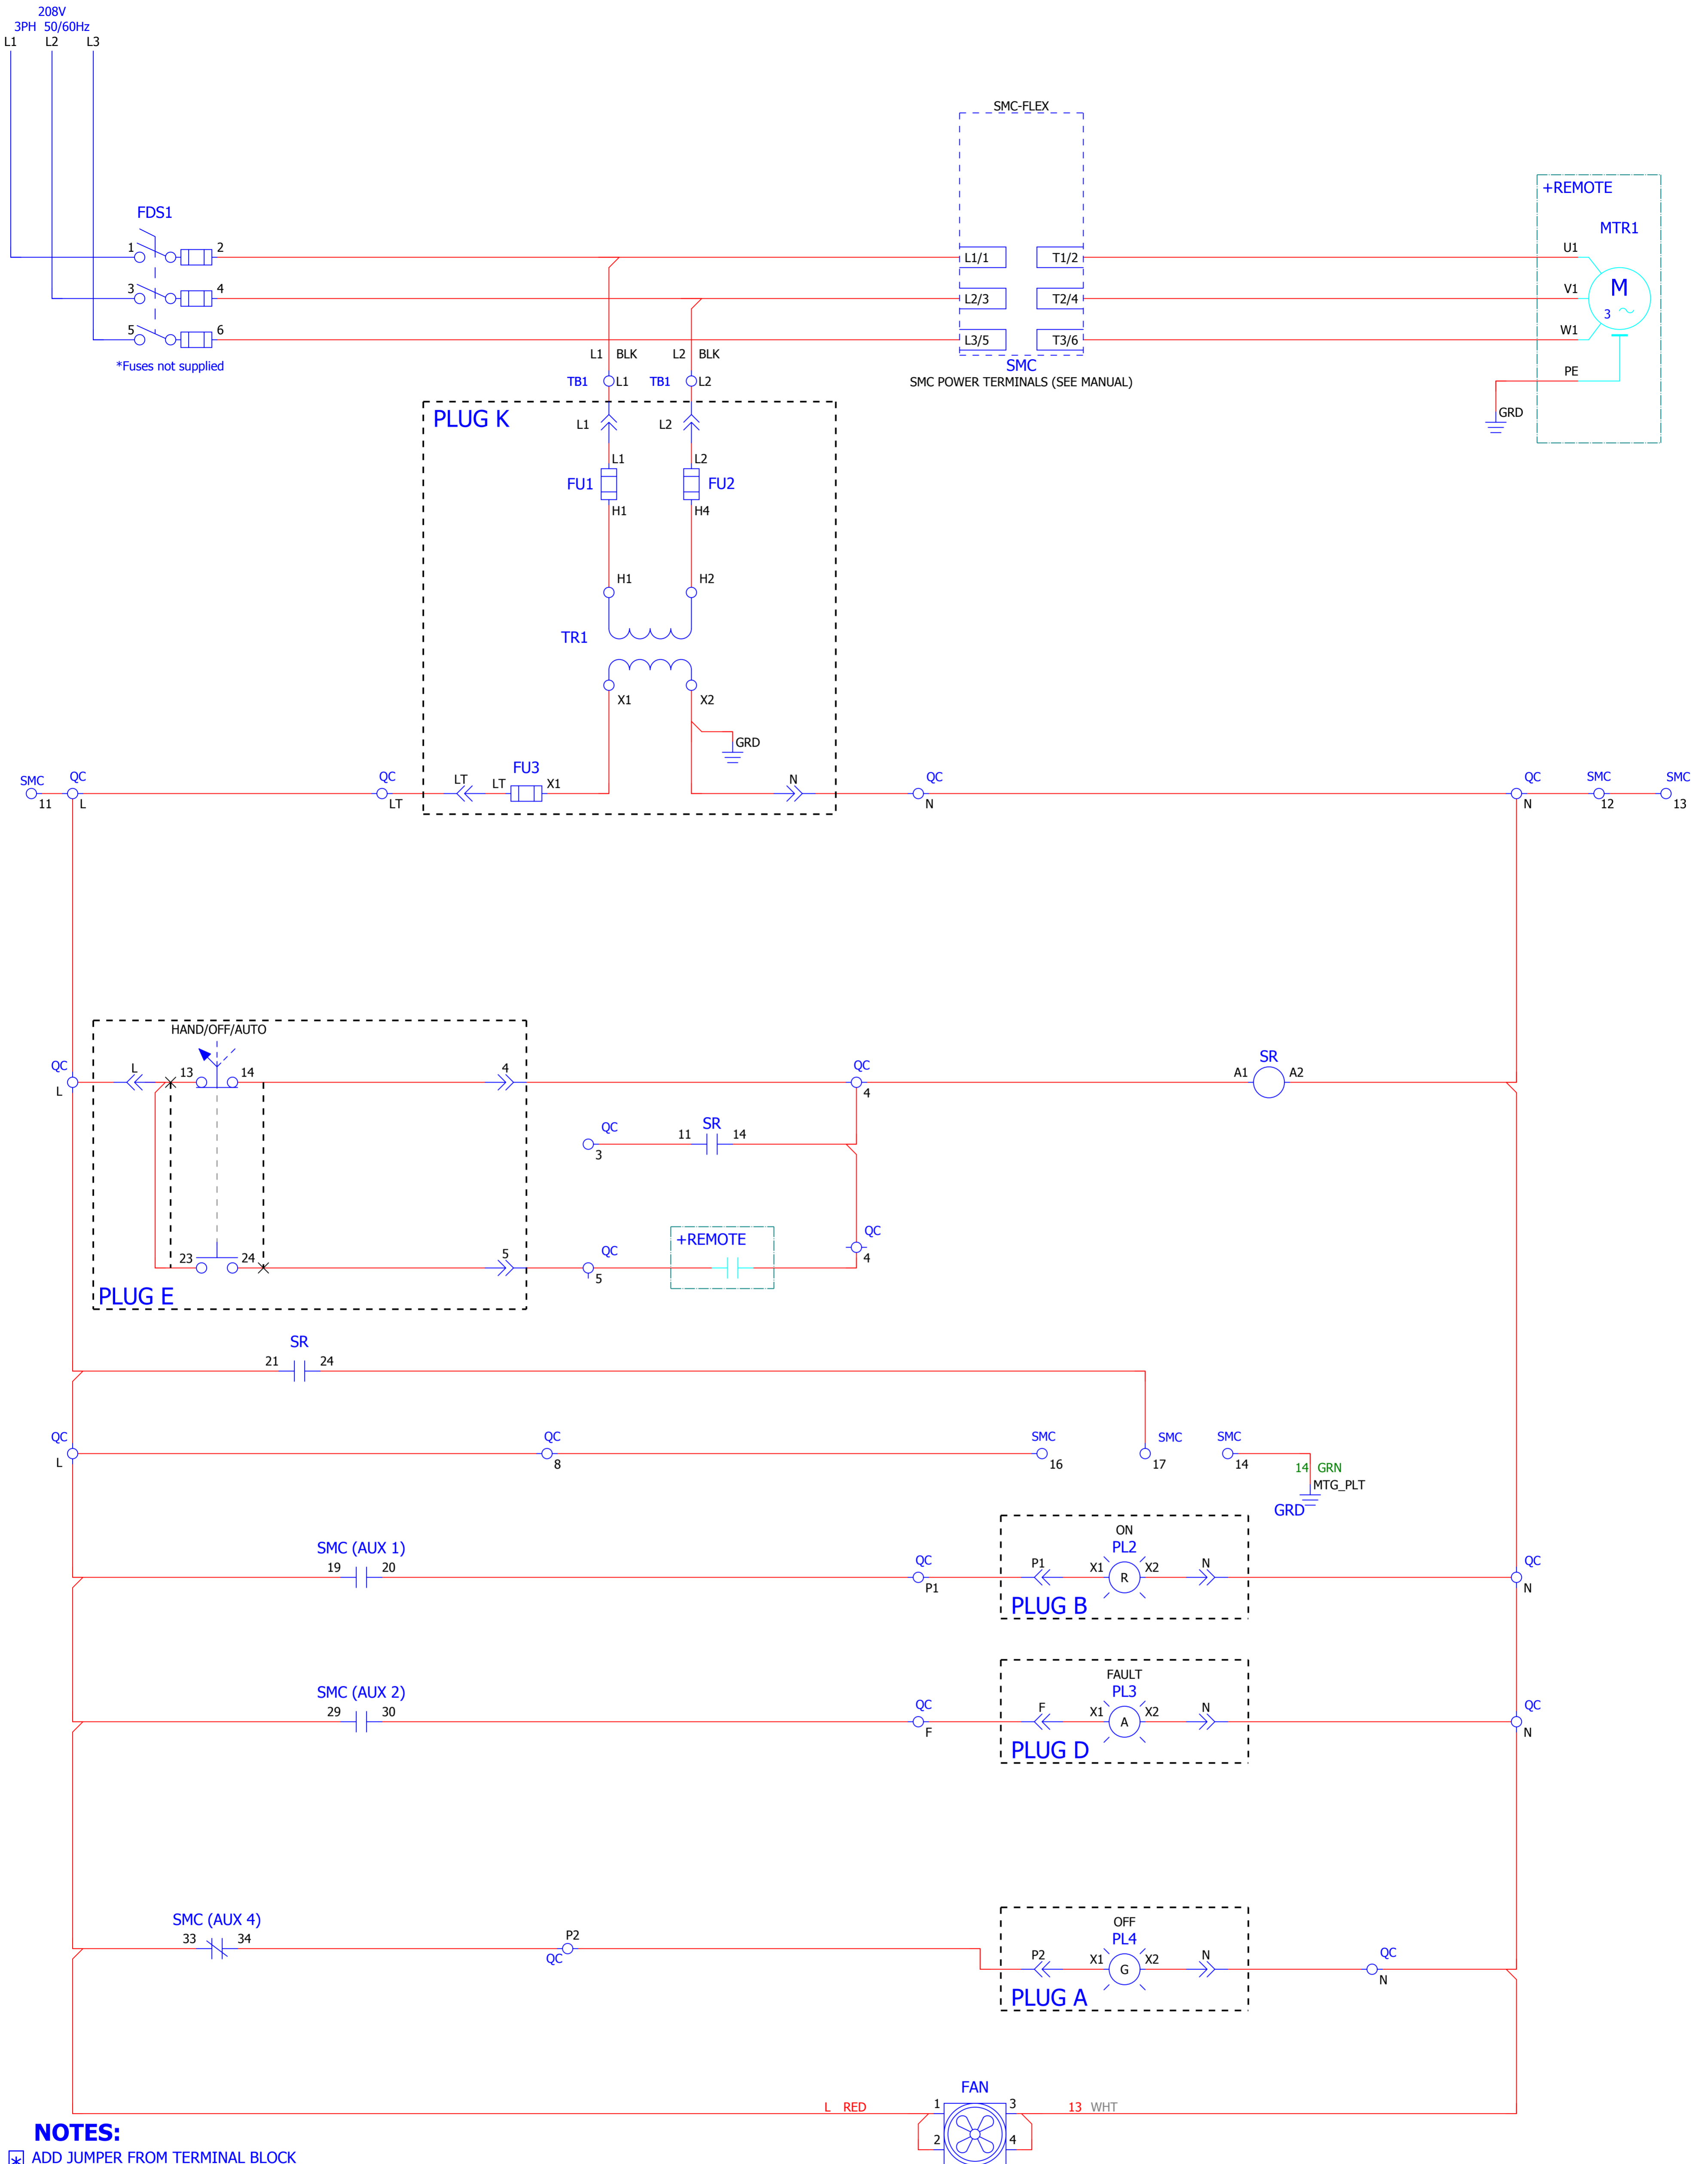 208V
3PH 50/60Hz
L1 L2 L3
SMC-FLEX
+REMOTE
MTR1
FDS1
1 2
L1/1 T1/2
U1
3 4
L2/3 T2/4
V1
M
3
5 6
L3/5 T3/6
W1
*Fuses not supplied
L1 BLK L2 BLK
SMC
SMC POWER TERMINALS (SEE MANUAL)
PE
TB1 L1 TB1 L2
GRD
PLUG K
L1 L2
L1 L2
FU1 FU2
H1 H4
H1 H2
TR1
X1 X2
GRD
SMC QC QC LT LT FU3 X1 N QC QC SMC SMC
11 L LT N N 12 13
HAND/OFF/AUTO
QC L 13 14 4 QC A1 SR A2
L 4
QC 11 SR 14
3
+REMOTE QC
23 24 5 QC 4
5
PLUG E
SR
21 24
QC QC SMC SMC SMC
L 8 16 17 14
14 GRN
MTG_PLT
GRD
ON
SMC (AUX 1) PL2
19 20 QC P1 X1 R X2 N QC
P1 N
PLUG B
FAULT
SMC (AUX 2) PL3
29 30 QC F X1 A X2 N QC
F N
PLUG D
OFF
SMC (AUX 4) PL4
33 34 P2
QC
P2 X1 G X2 N QC
N
PLUG A
FAN
L RED 1 3 13 WHT
2 4
NOTES:
* ADD JUMPER FROM TERMINAL BLOCK